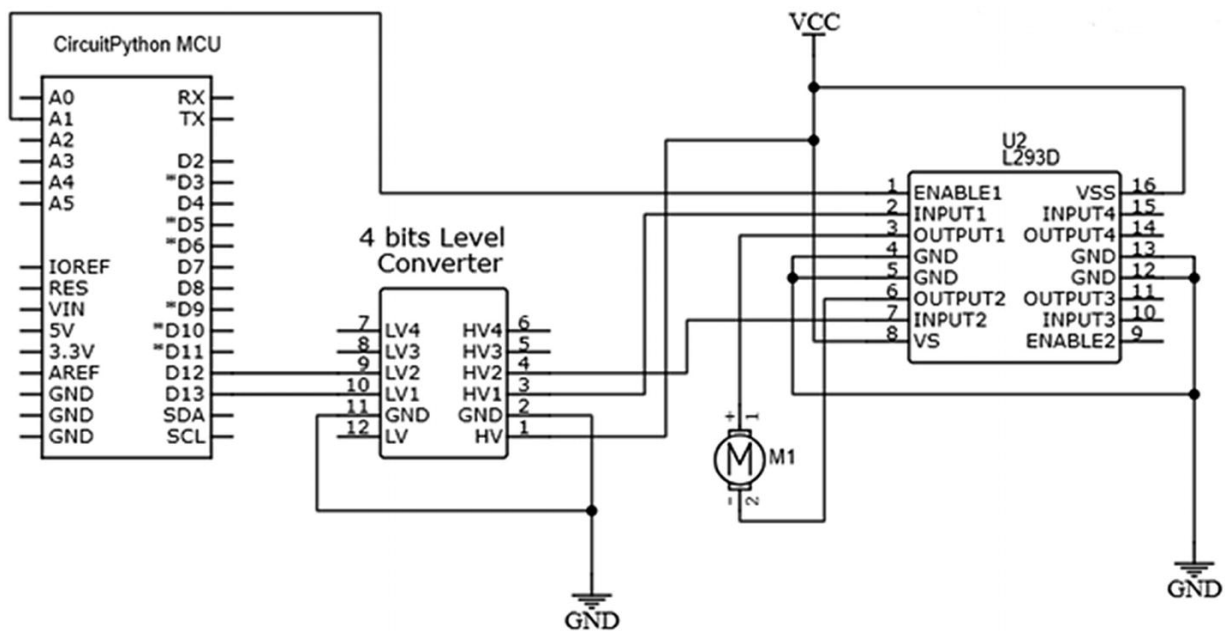 VCC
CircuitPython MCU
A0 RX
A1 TX
A2
A3 D2
A4 *D3
A5 D4
*D5
*D6
IOREF D7
RES D8
VIN *D9
5V *D10
3.3V *D11
AREF D12
GND D13
GND SDA
GND SCL
4 bits Level
Converter
7 LV4 HV4 6
8 LV3 HV3 5
9 LV2 HV2 4
10 LV1 HV1 3
11 GND GND 2
12 LV HV 1
U2
L293D
1 ENABLE1 VSS 16
2 INPUT1 INPUT4 15
3 OUTPUT1 OUTPUT4 14
4 GND GND 13
5 GND GND 12
6 OUTPUT2 OUTPUT3 11
7 INPUT2 INPUT3 10
8 VS ENABLE2 9
+ 1
M M1
- 2
GND
GND